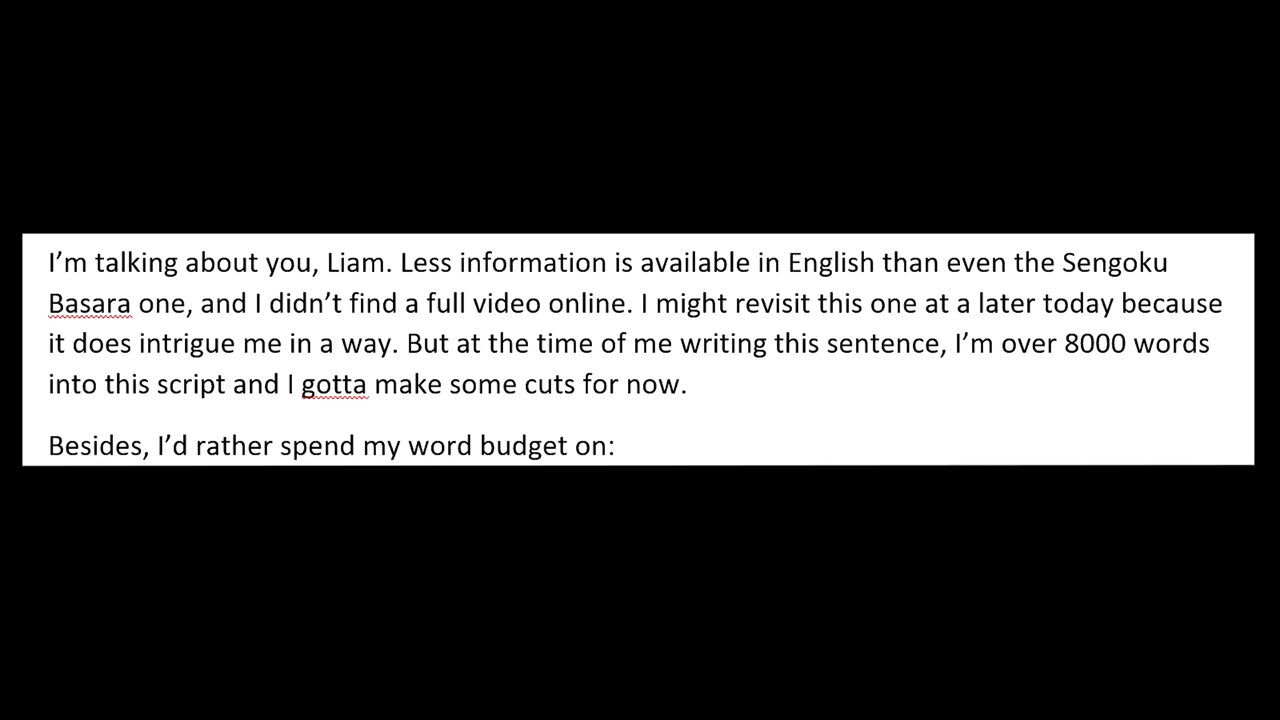 I’m talking about you, Liam. Less information is available in English than even the Sengoku
Basara one, and I didn’t find a full video online. I might revisit this one at a later today because
it does intrigue me in a way. But at the time of me writing this sentence, I’m over 8000 words
into this script and I gotta make some cuts for now.
Besides, I’d rather spend my word budget on: